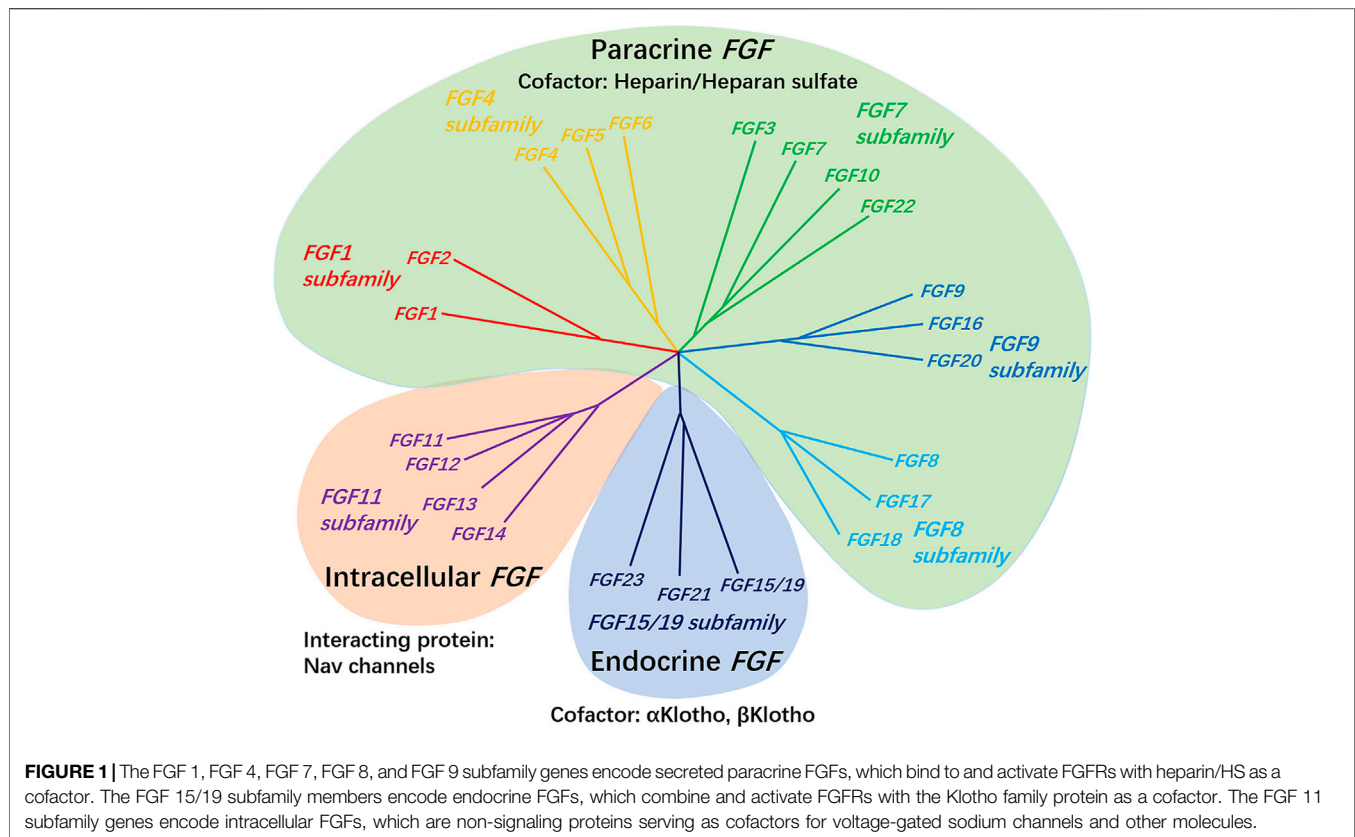 Paracrine FGF
Cofactor: Heparin/Heparan sulfate
FGF4
subfamily
FGF4
FGF5
FGF6
FGF3
FGF7
FGF10
FGF22
FGF7
subfamily
FGF1
subfamily
FGF2
FGF1
FGF9
FGF16
FGF20
FGF9
subfamily
FGF8
FGF17
FGF18
FGF8
subfamily
FGF11
FGF12
FGF13
FGF14
FGF11
subfamily
Intracellular FGF
Interacting protein:
Nav channels
FGF23
FGF21
FGF15/19
FGF15/19 subfamily
Endocrine FGF
Cofactor: αKlotho, βKlotho
FIGURE 1 | The FGF 1, FGF 4, FGF 7, FGF 8, and FGF 9 subfamily genes encode secreted paracrine FGFs, which bind to and activate FGFRs with heparin/HS as a
cofactor. The FGF 15/19 subfamily members encode endocrine FGFs, which combine and activate FGFRs with the Klotho family protein as a cofactor. The FGF 11
subfamily genes encode intracellular FGFs, which are non-signaling proteins serving as cofactors for voltage-gated sodium channels and other molecules.